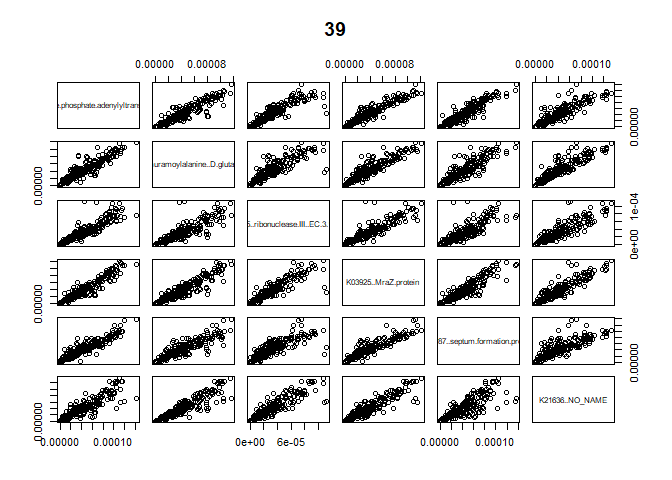 39
0.00000 0.00008 0.00000 0.00008 0.00000 0.00010
e.phosphate.adenylyltran
0.00000
0.00000
uramoylalanine..D.gluta
5..ribonuclease.III..EC.3.
0e+00 1e-04
0.00000
K03925..MraZ.protein
87..septum.formation.pro
0.00000
0.00000
K21636..NO_NAME
0.00000 0.00010 0e+00 6e-05 0.00000 0.00010